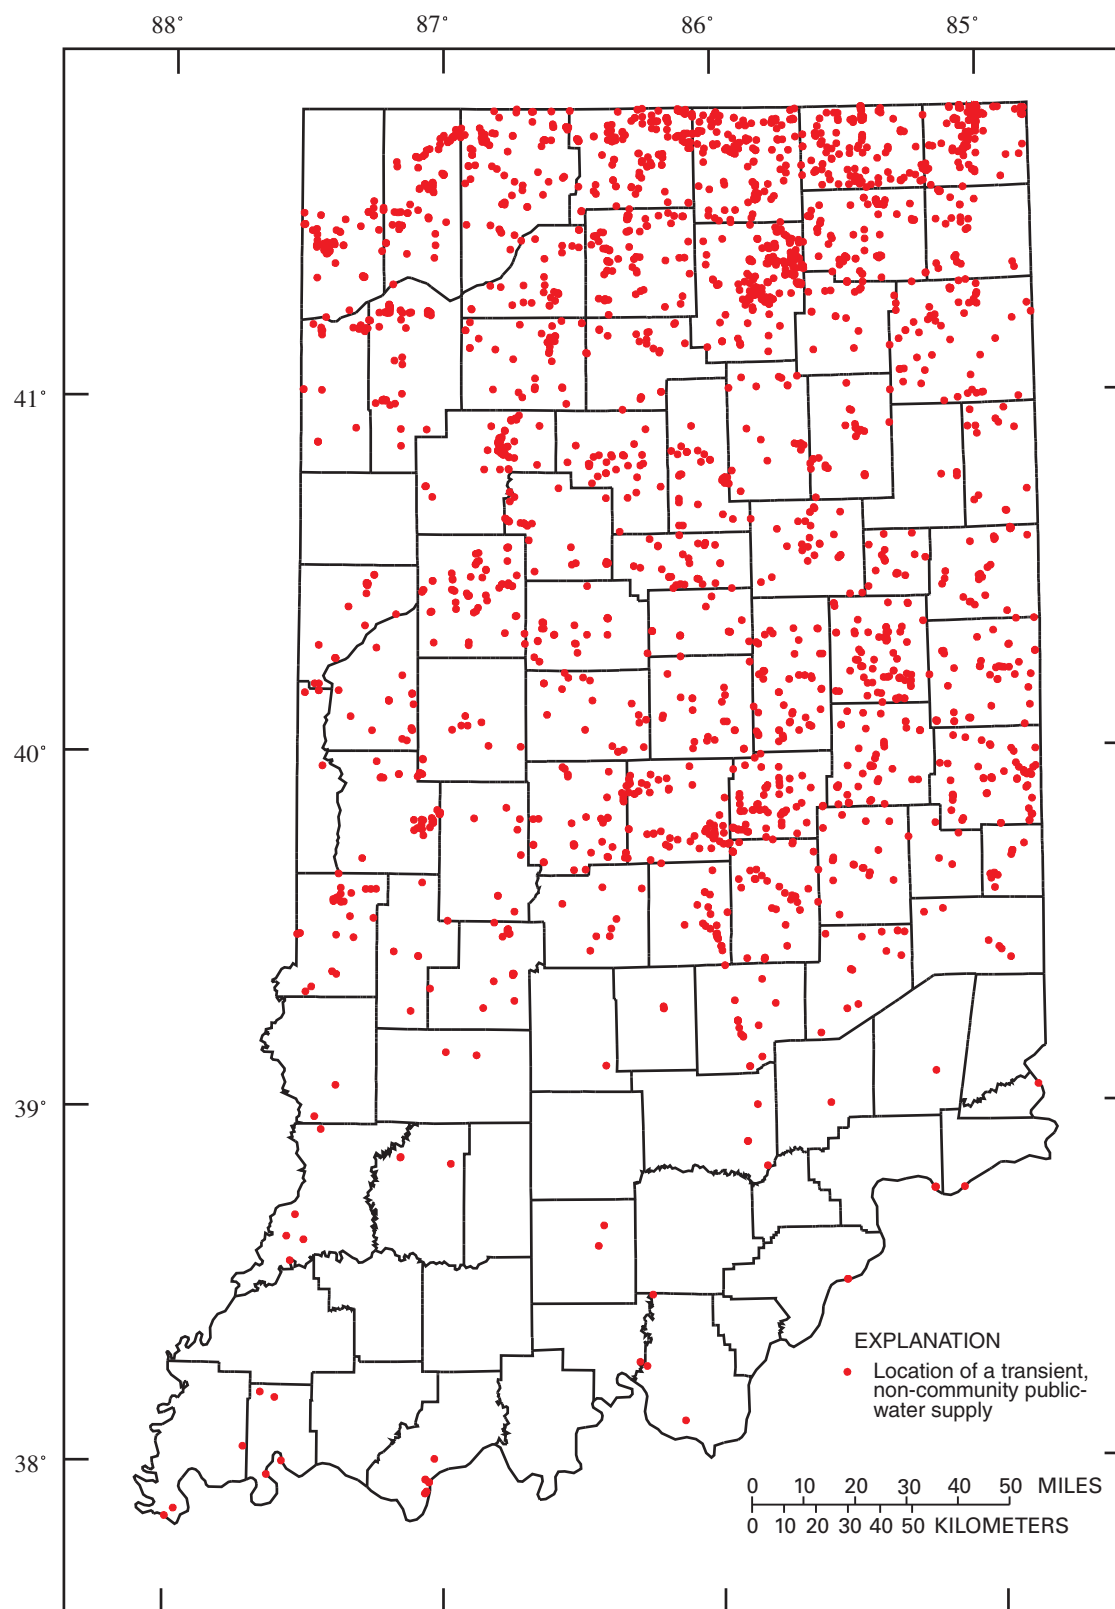 88° 87° 86° 85°
41°
40°
39°
38°
EXPLANATION
Location of a transient,
non-community public-
water supply
0 10 20 30 40 50 MILES
0 10 20 30 40 50 KILOMETERS